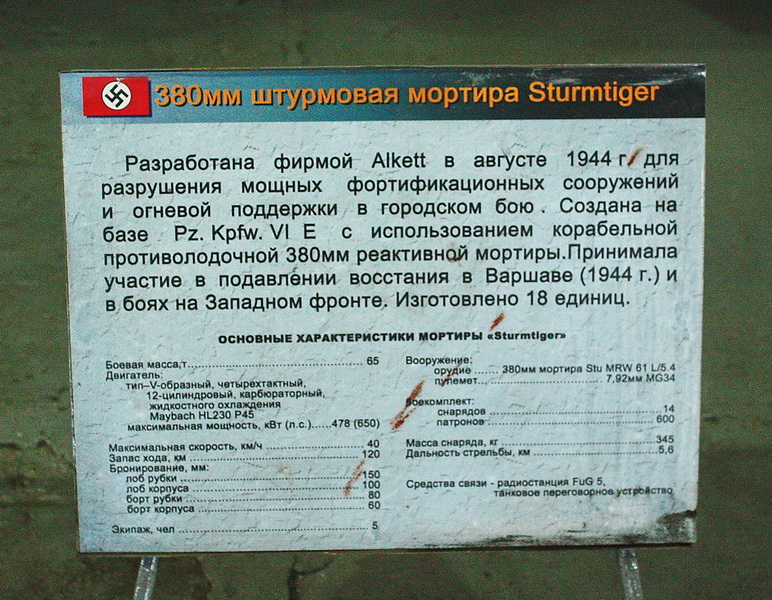 380мм штурмовая мортира Sturmtiger
Разработана фирмой Alkett в августе 1944 г. для
разрушения мощных фортификационных сооружений
и огневой поддержки в городском бою . Создана на
базе Pz. Kpfw. VI E с использованием корабельной
противолодочной 380мм реактивной мортиры.Принимала
участие в подавлении восстания в Варшаве (1944 г.) и
в боях на Западном фронте. Изготовлено 18 единиц.
ОСНОВНЫЕ ХАРАКТЕРИСТИКИ МОРТИРЫ «Sturmtiger»
Боевая масса,т........................................65
Двигатель:
тип–V-образный, четырехтактный,
12-цилиндровый, карбюраторный,
жидкостного охлаждения
Maybach HL230 P45
максимальная мощность, кВт (л.с.).....478 (650)
Максимальная скорость, км/ч ........................40
Запас хода, км ........................................120
Бронирование, мм:
лоб рубки ........................................150
лоб корпуса ........................................100
борт рубки ........................................80
борт корпуса ........................................60
Экипаж, чел ........................................5
Вооружение:
орудие ...... 380мм мортира Stu MRW 61 L/5.4
пулемет........................ 7,92мм MG34
Боекомплект:
снарядов ........................................14
патронов ........................................600
Масса снаряда, кг ........................................345
Дальность стрельбы, км ........................5,6
Средства связи - радиостанция FuG 5,
танковое переговорное устройство